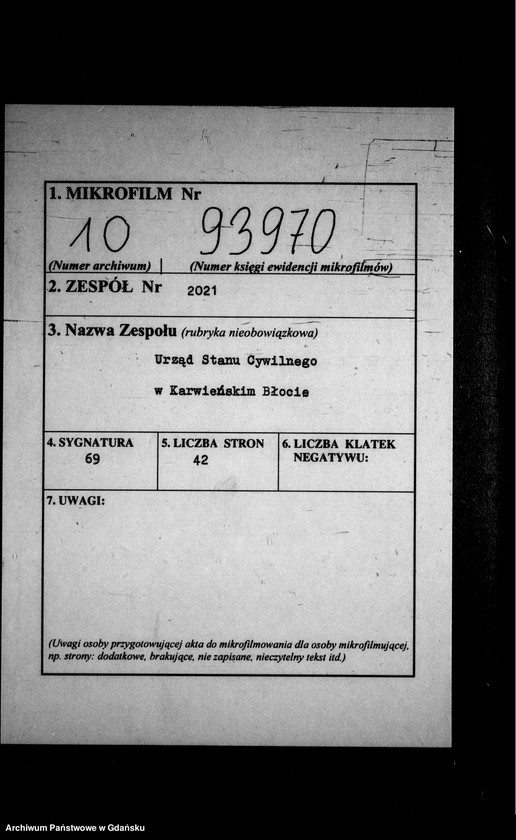 1. MIKROFILM Nr
10 93970
(Numer archiwum) (Numer księgi ewidencji mikrofilmów)
2. ZESPÓŁ Nr 2021
3. Nazwa Zespołu (rubryka nieobowiązkowa)
Urząd Stanu Cywilnego
w Karwieńskim Błocie
4. SYGNATURA 5. LICZBA STRON 6. LICZBA KLATEK
69 42 NEGATYWU:
7. UWAGI:
(Uwagi osoby przygotowującej akta do mikrofilmowania dla osoby mikrofilmującej,
np. strony: dodatkowe, brakujące, nie zapisane, nieczytelny tekst itd.)
Archiwum Państwowe w Gdańsku